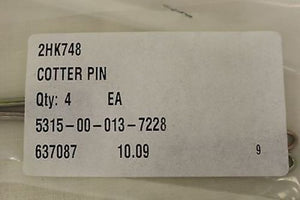 2HK748
COTTER PIN
Qty: 4 EA
5315-00-013-7228
637087 10.09 9